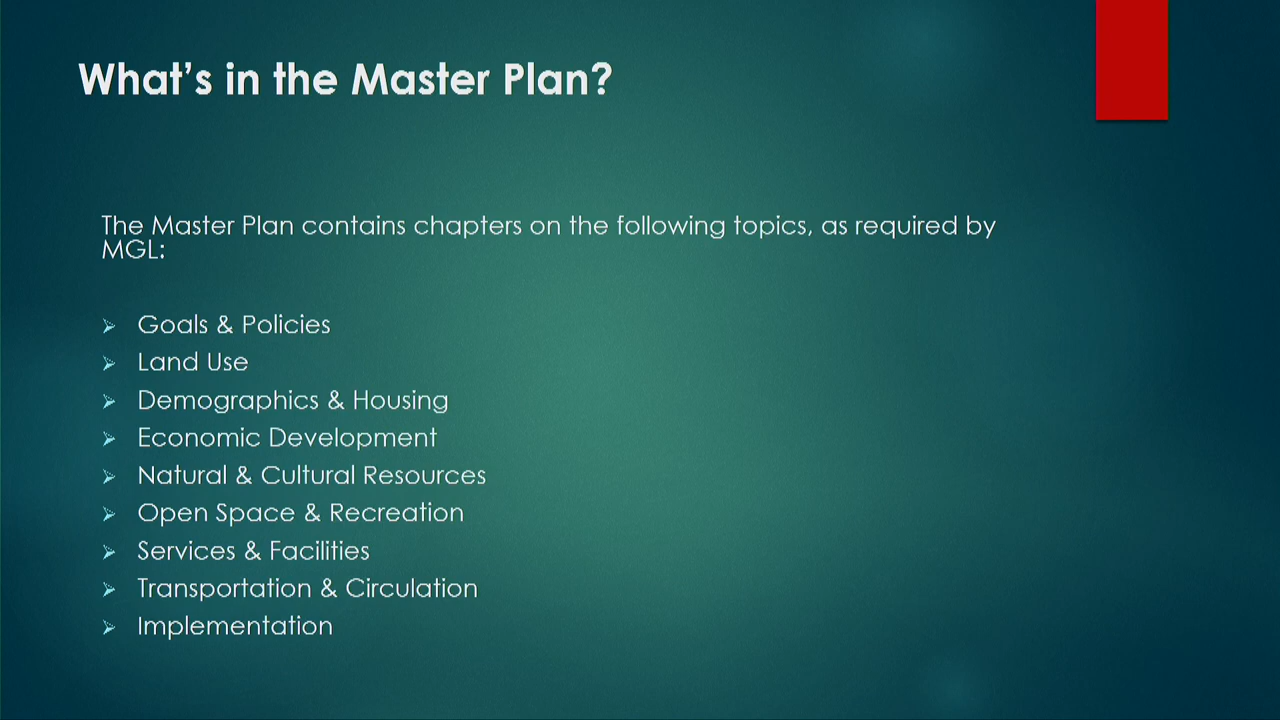 What's in the Master Plan?
The Master Plan contains chapters on the following topics, as required by
MGL:
Goals & Policies
Land Use
Demographics & Housing
Economic Development
Natural & Cultural Resources
Open Space & Recreation
Services & Facilities
Transportation & Circulation
Implementation